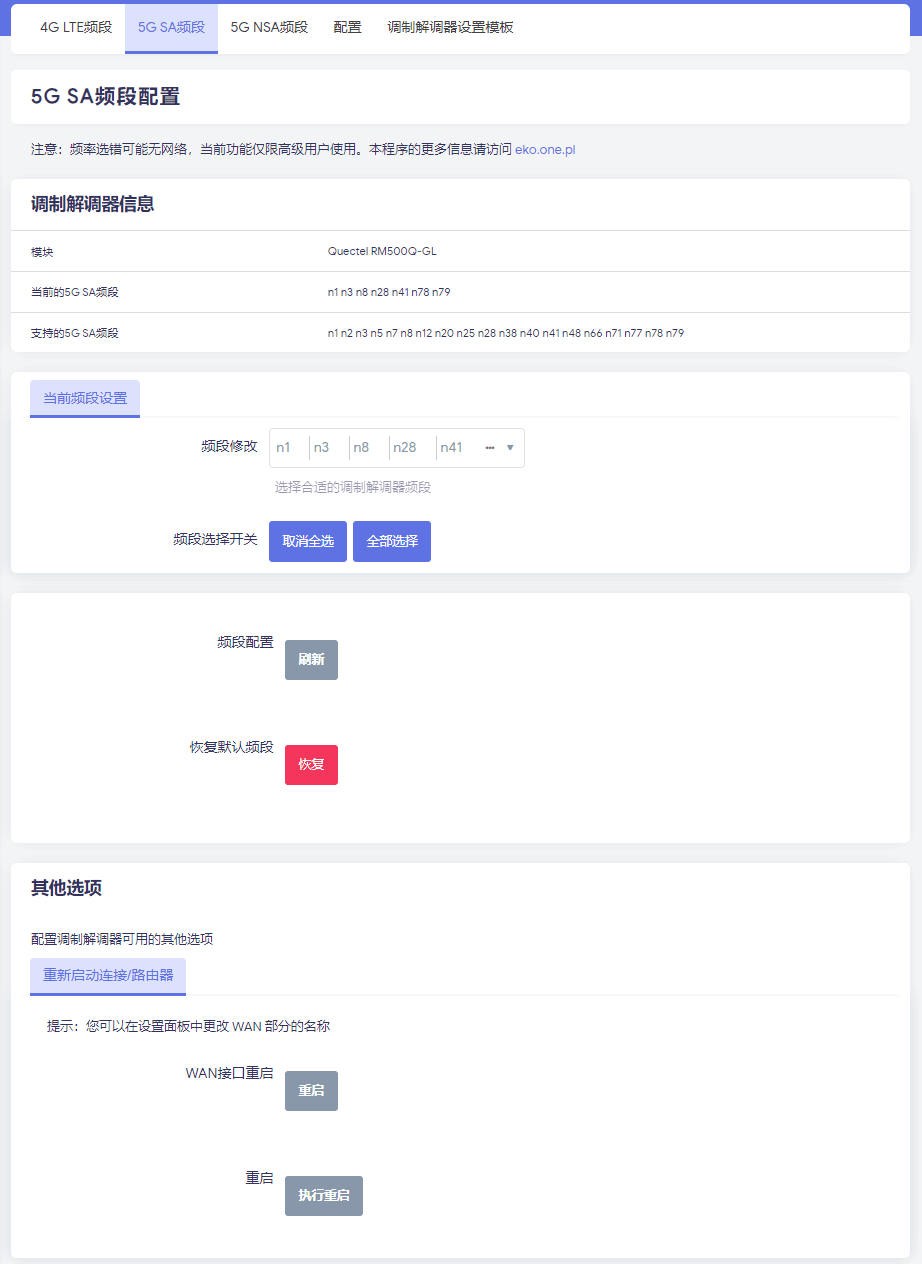 4G LTE频段 5G SA频段 5G NSA频段 配置 调制解调器设置模板
5G SA频段配置
注意：频率选错可能无网络，当前功能仅限高级用户使用。本程序的更多信息请访问 eko.one.pl
调制解调器信息
模块 Quectel RM500Q-GL
当前的5G SA频段 n1 n3 n8 n28 n41 n78 n79
支持的5G SA频段 n1 n2 n3 n5 n7 n8 n12 n20 n25 n28 n38 n40 n41 n48 n66 n71 n77 n78 n79
当前频段设置
频段修改 n1 n3 n8 n28 n41 ··· ▾
选择合适的调制解调器频段
频段选择开关 取消全选 全部选择
频段配置 刷新
恢复默认频段 恢复
其他选项
配置调制解调器可用的其他选项
重新启动连接/路由器
提示：您可以在设置面板中更改 WAN 部分的名称
WAN接口重启 重启
重启 执行重启